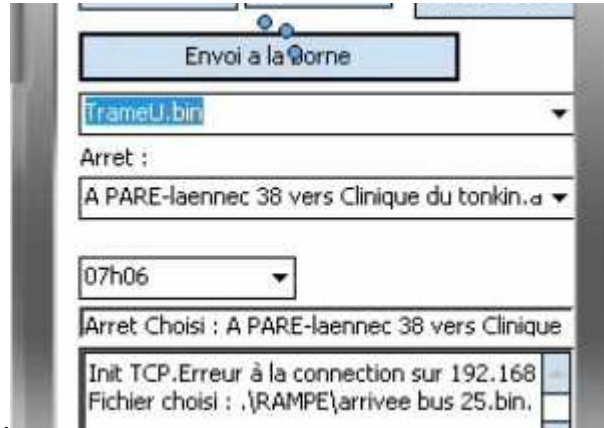 Envoi a la Borne
TrameU.bin
Arret :
A PARE-laennec 38 vers Clinique du tonkin.a
07h06
Arret Choisi : A PARE-laennec 38 vers Clinique
Init TCP.Erreur à la connection sur 192.168
Fichier choisi : .\RAMPE\arrivee bus 25.bin.